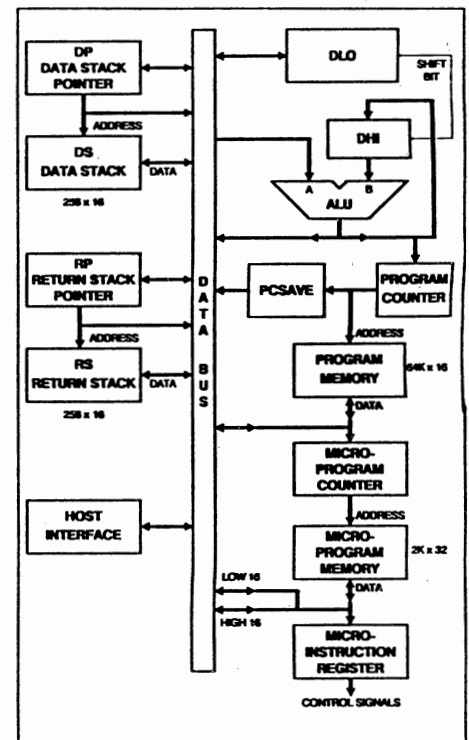 DP
DATA STACK
POINTER
ADDRESS
DS
DATA STACK
DATA
256 x 16
RP
RETURN STACK
POINTER
ADDRESS
RS
RETURN STACK
DATA
256 x 16
HOST
INTERFACE
DATA BUS
DLO
SHIFT
BIT
DHI
A
B
ALU
PCSAVE
PROGRAM
COUNTER
ADDRESS
PROGRAM
MEMORY
64K x 16
DATA
MICRO-
PROGRAM
COUNTER
ADDRESS
MICRO-
PROGRAM
MEMORY
2K x 32
LOW 16
DATA
HIGH 16
MICRO-
INSTRUCTION
REGISTER
CONTROL SIGNALS